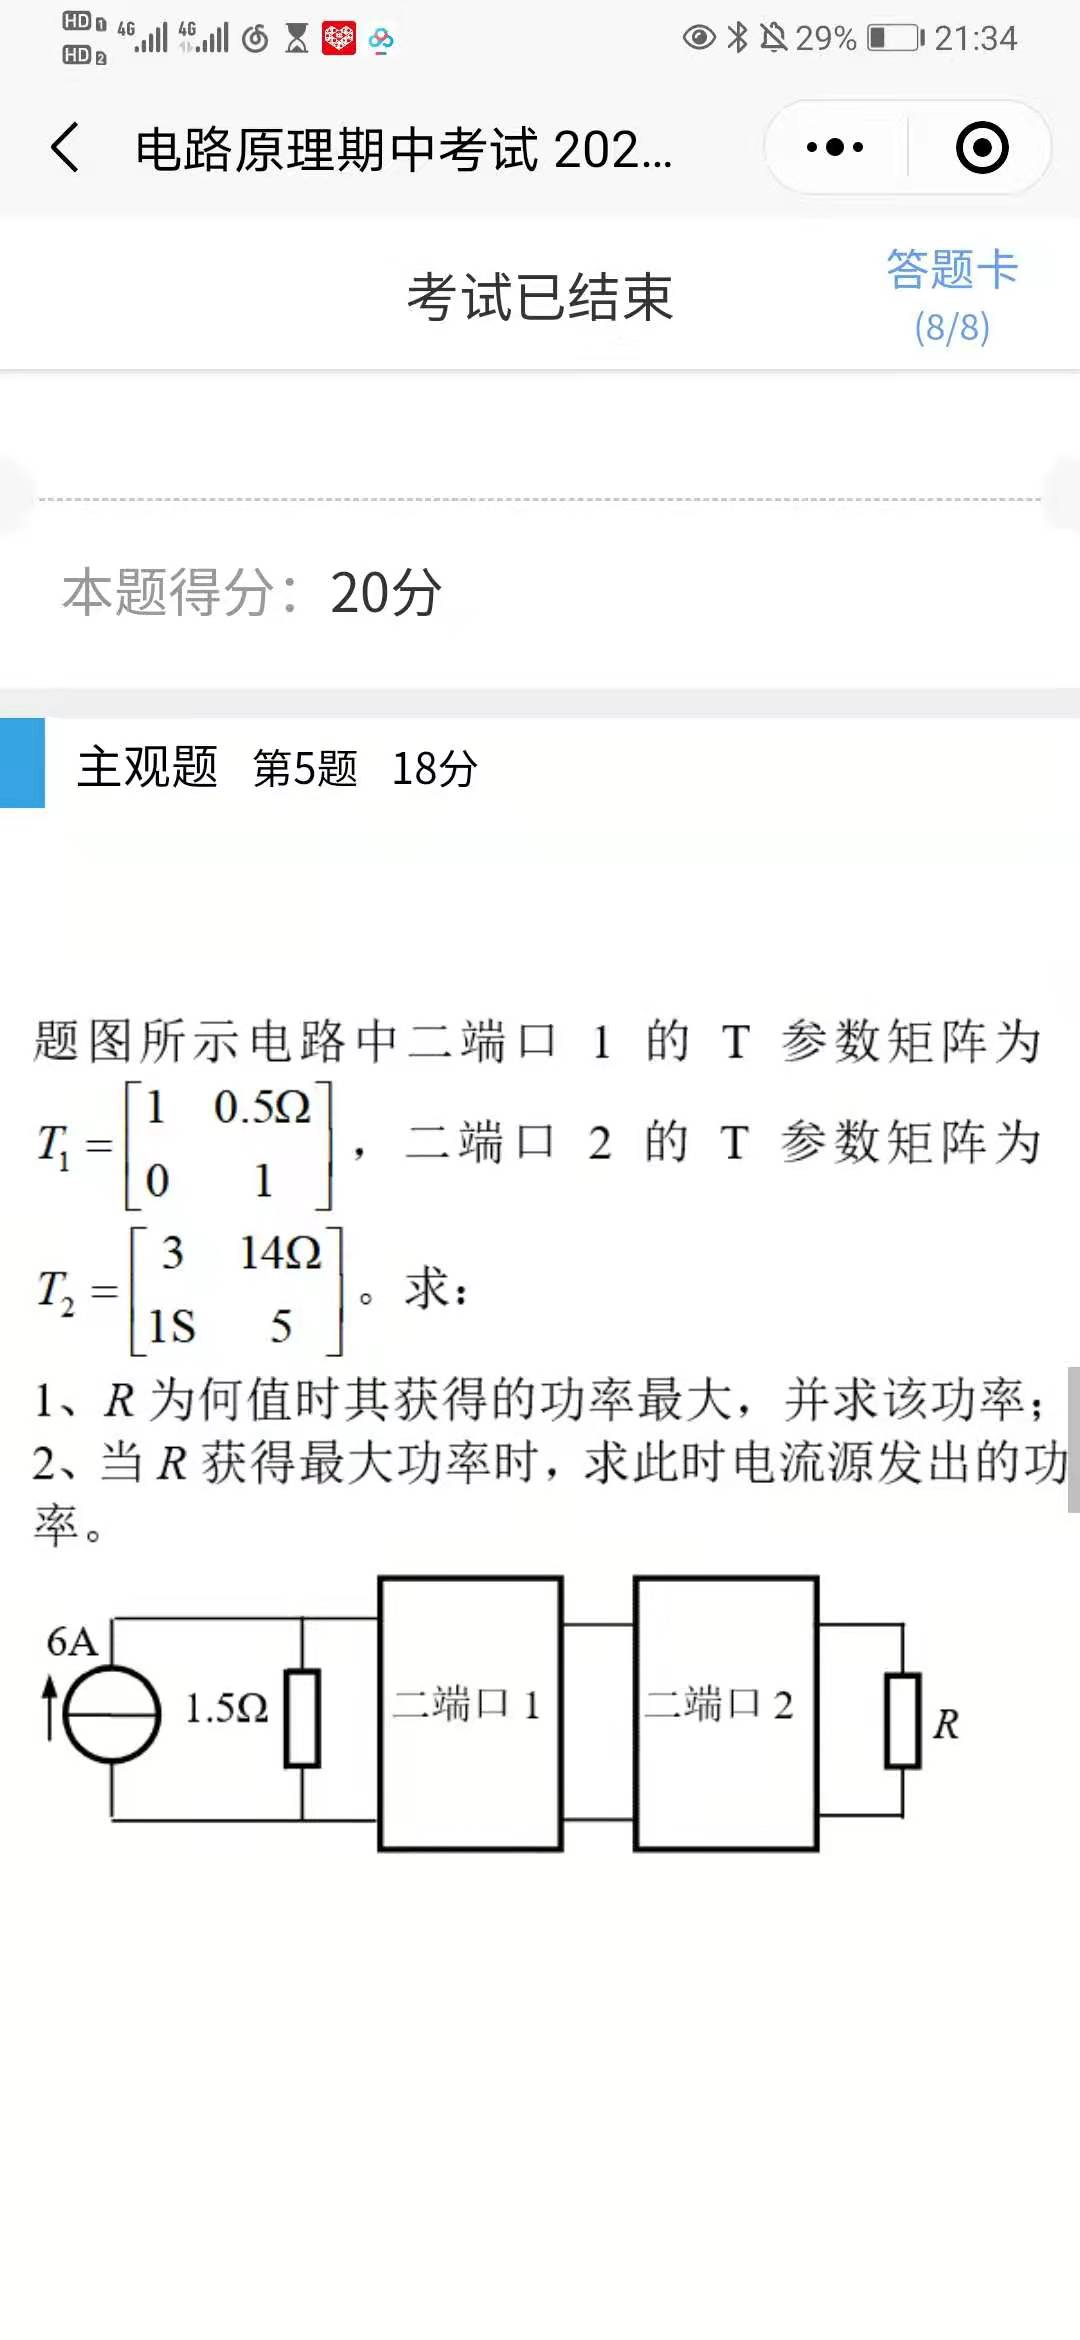 HD 1 4G 4G 29% 21:34
HD 2
电路原理期中考试 202...
考试已结束
答题卡
(8/8)
本题得分：20分
主观题 第5题 18分
题图所示电路中二端口 1 的 T 参数矩阵为
T₁ = [1 0.5Ω
0 1]，二端口 2 的 T 参数矩阵为
T₂ = [3 14Ω
1S 5]。求：
1、R 为何值时其获得的功率最大，并求该功率；
2、当 R 获得最大功率时，求此时电流源发出的功
率。
6A
1.5Ω
二端口 1
二端口 2
R